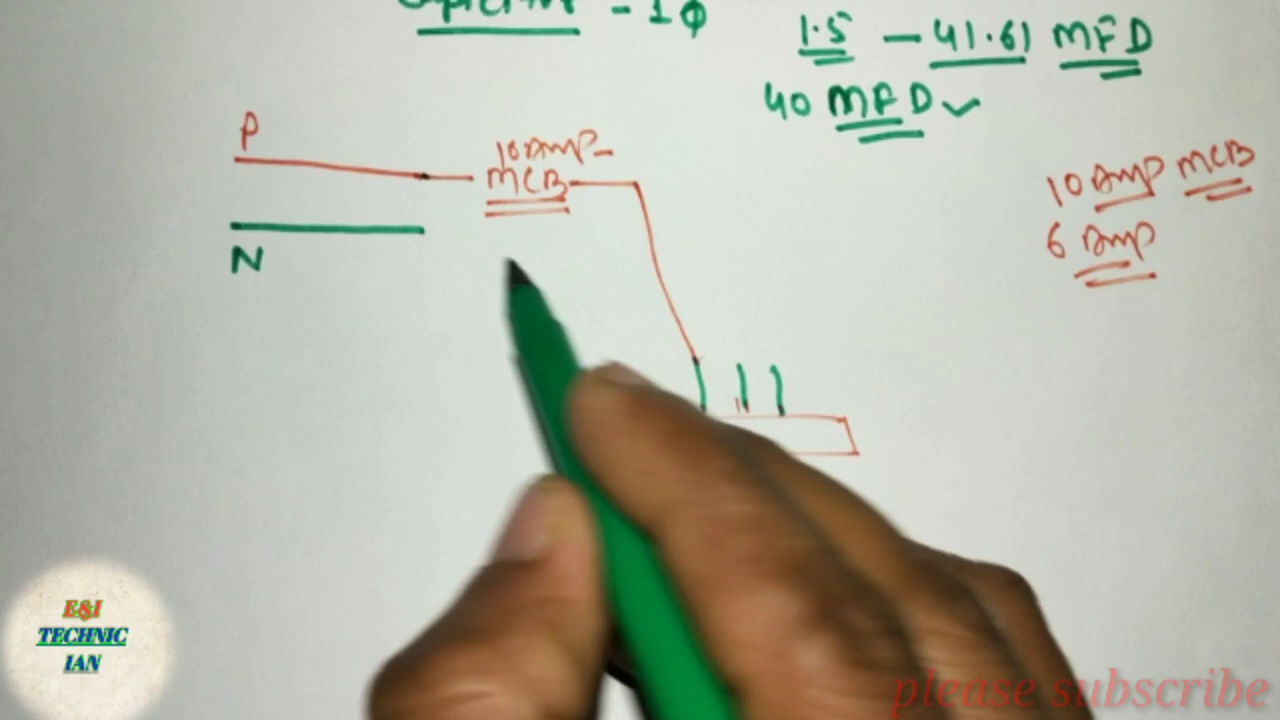 - 1 Φ
1.5 — 41.61 MFD
40 MFD ✓
P
10 Amp
MCB
10 Amp MCB
6 Amp
N
E&I
TECHNIC
IAN
please subscribe